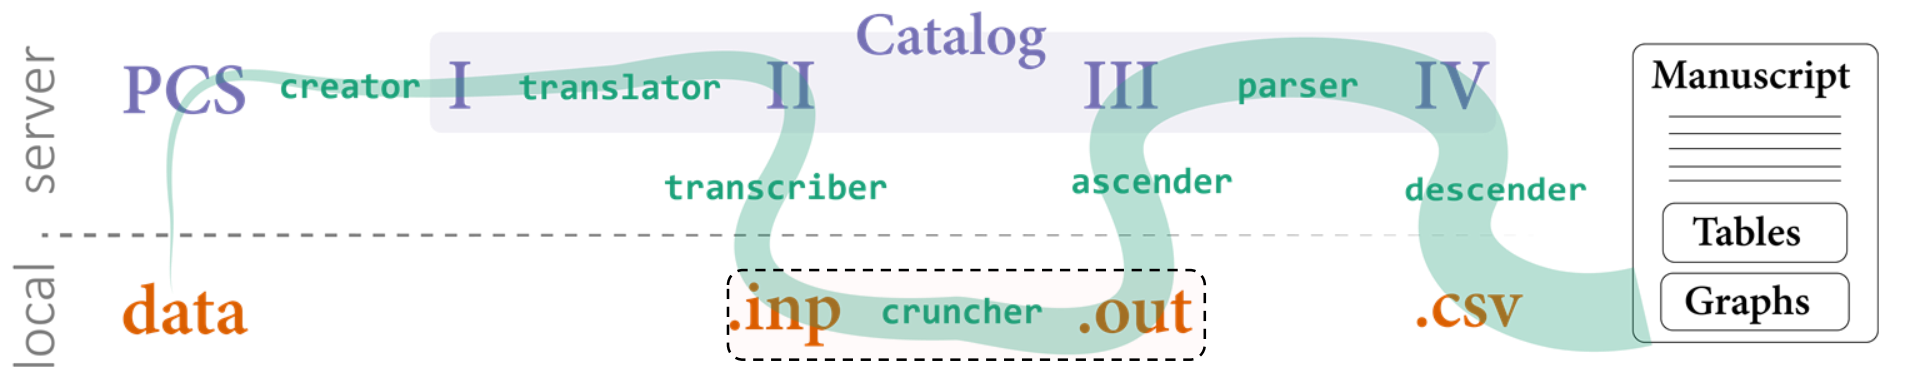 Catalog
server
PCS creator I translator II III parser IV
transcriber ascender descender
local
data .inp cruncher .out .csv
Manuscript
Tables
Graphs